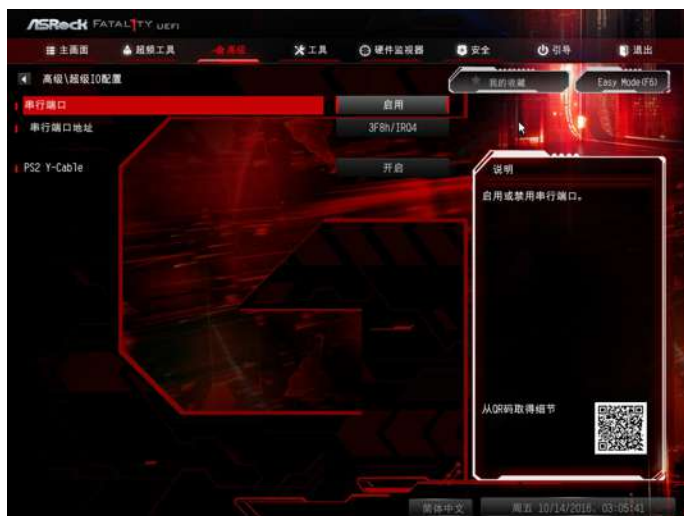 ASRock FATAL1TY UEFI
主画面 超频工具 高级 工具 硬件监视器 安全 引导 退出
高级\超级IO配置 我的收藏 Easy Mode(F6)
串行端口 启用
串行端口地址 3F8h/IRQ4
PS2 Y-Cable 开启
说明
启用或禁用串行端口。
从QR码取得细节
简体中文 周五 10/14/2016. 03:05:41